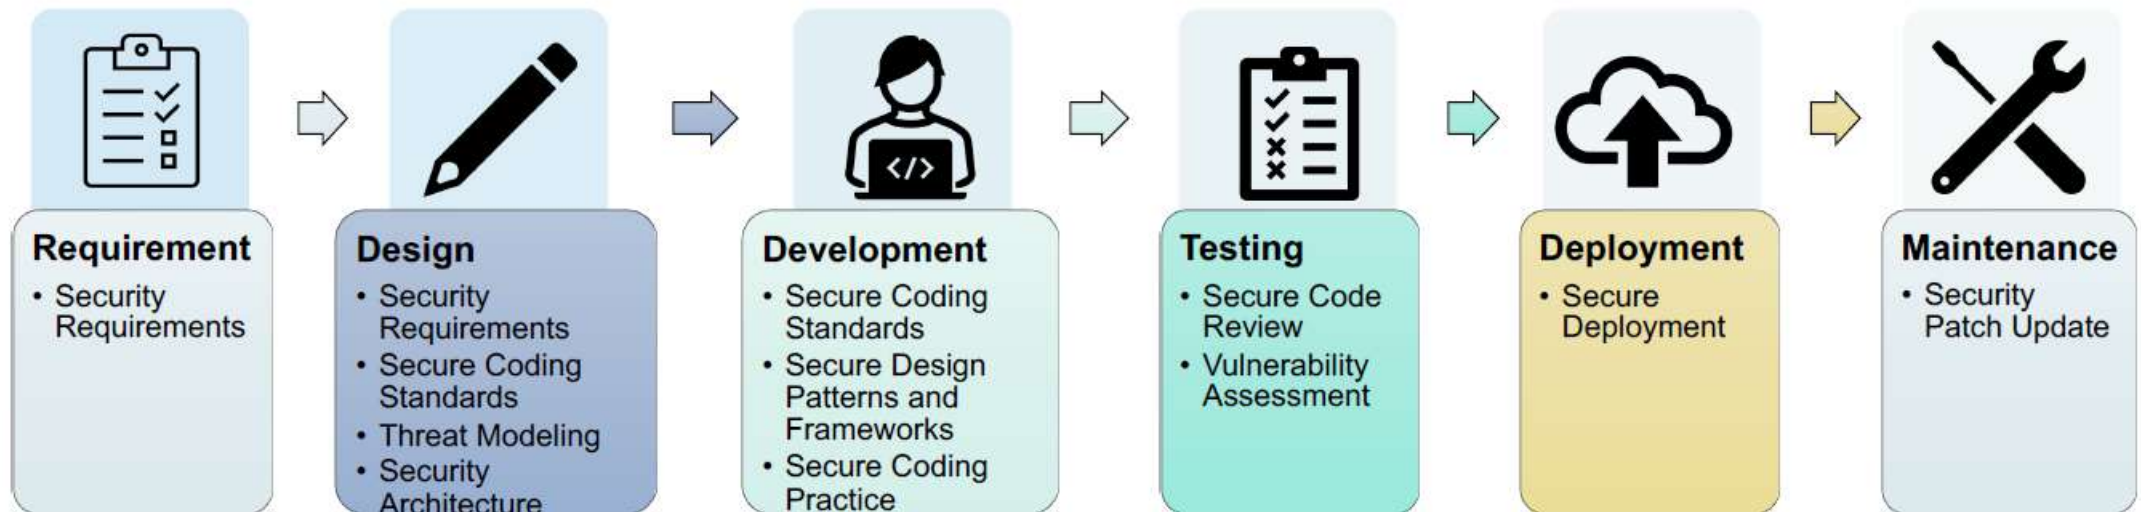 Requirement
• Security
Requirements
Design
• Security
Requirements
• Secure Coding
Standards
• Threat Modeling
• Security
Architecture
</>
Development
• Secure Coding
Standards
• Secure Design
Patterns and
Frameworks
• Secure Coding
Practice
Testing
• Secure Code
Review
• Vulnerability
Assessment
Deployment
• Secure
Deployment
Maintenance
• Security
Patch Update